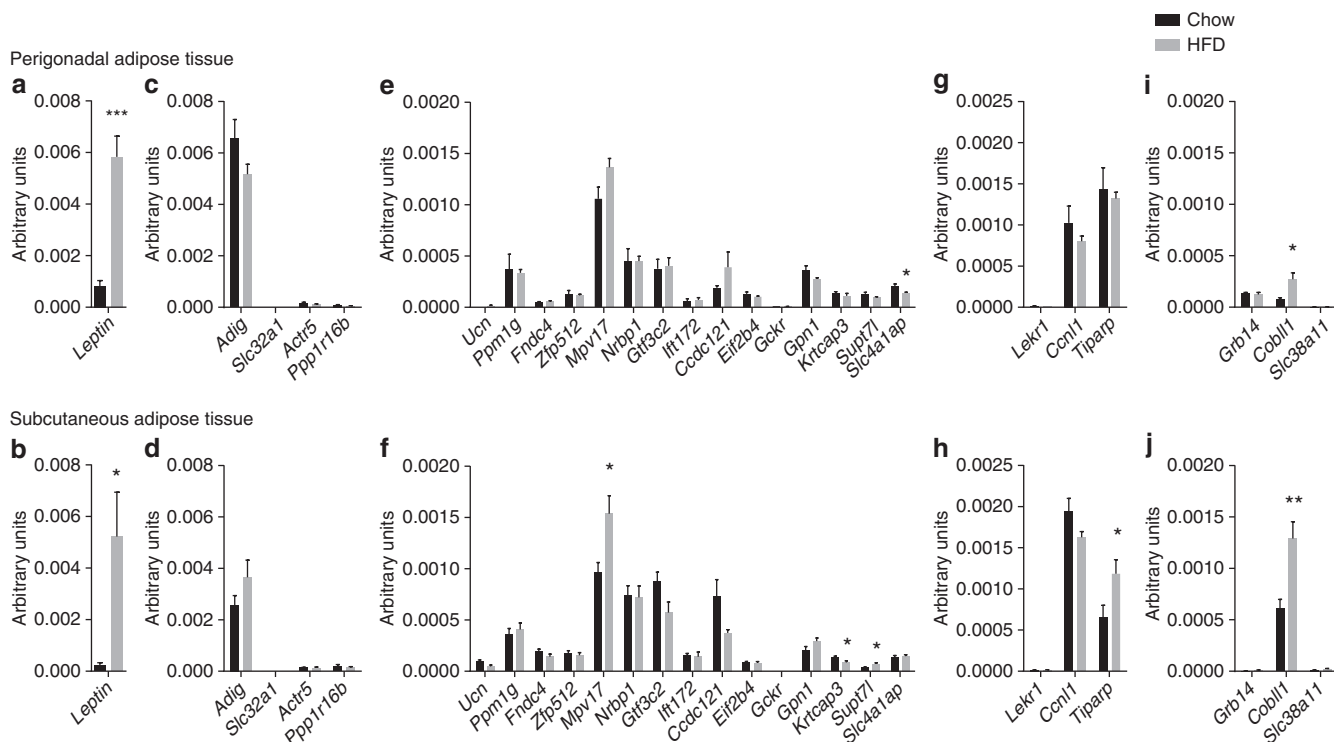 Chow
HFD
Perigonadal adipose tissue
a
0.008
0.006
0.004
0.002
0.000
Arbitrary units
***
Leptin
c
0.008
0.006
0.004
0.002
0.000
Arbitrary units
Adig
Slc32a1
Actr5
Ppp1r16b
e
0.0020
0.0015
0.0010
0.0005
0.0000
Arbitrary units
*
Ucn
Ppm1g
Fndc4
Zfp512
Mpv17
Nrbp1
Gtf3c2
Ift172
Ccdc121
Eif2b4
Gckr
Gpn1
Krtcap3
Supt7l
Slc4a1ap
g
0.0025
0.0020
0.0015
0.0010
0.0005
0.0000
Arbitrary units
Lekr1
Ccnl1
Tiparp
i
0.0020
0.0015
0.0010
0.0005
0.0000
Arbitrary units
*
Grb14
Cobll1
Slc38a11
Subcutaneous adipose tissue
b
0.008
0.006
0.004
0.002
0.000
Arbitrary units
*
Leptin
d
0.008
0.006
0.004
0.002
0.000
Arbitrary units
Adig
Slc32a1
Actr5
Ppp1r16b
f
0.0020
0.0015
0.0010
0.0005
0.0000
Arbitrary units
*
*
*
Ucn
Ppm1g
Fndc4
Zfp512
Mpv17
Nrbp1
Gtf3c2
Ift172
Ccdc121
Eif2b4
Gckr
Gpn1
Krtcap3
Supt7l
Slc4a1ap
h
0.0025
0.0020
0.0015
0.0010
0.0005
0.0000
Arbitrary units
*
Lekr1
Ccnl1
Tiparp
j
0.0020
0.0015
0.0010
0.0005
0.0000
Arbitrary units
**
Grb14
Cobll1
Slc38a11